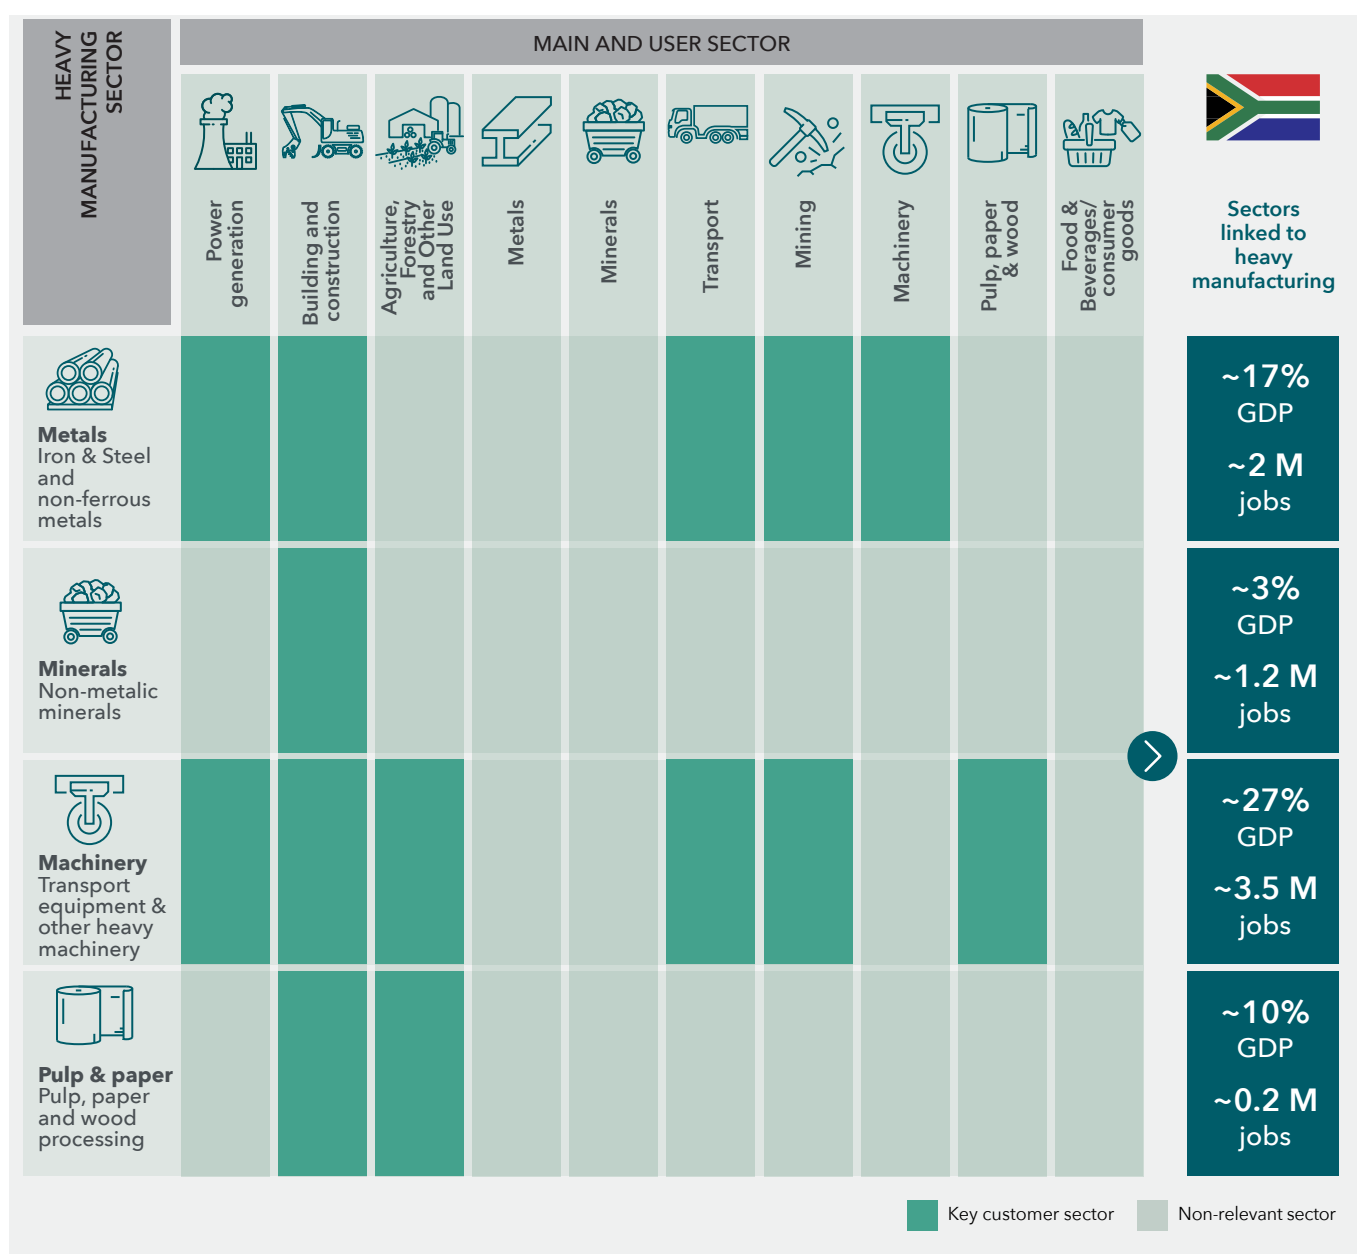 HEAVY
MANUFACTURING
SECTOR
MAIN AND USER SECTOR
Power
generation
Building and
construction
Agriculture,
Forestry
and Other
Land Use
Metals
Minerals
Transport
Mining
Machinery
Pulp, paper
& wood
Food &
Beverages/
consumer
goods
Sectors
linked to
heavy
manufacturing
Metals
Iron & Steel
and
non-ferrous
metals
~17%
GDP
~2 M
jobs
Minerals
Non-metalic
minerals
~3%
GDP
~1.2 M
jobs
Machinery
Transport
equipment &
other heavy
machinery
~27%
GDP
~3.5 M
jobs
Pulp & paper
Pulp, paper
and wood
processing
~10%
GDP
~0.2 M
jobs
Key customer sector
Non-relevant sector